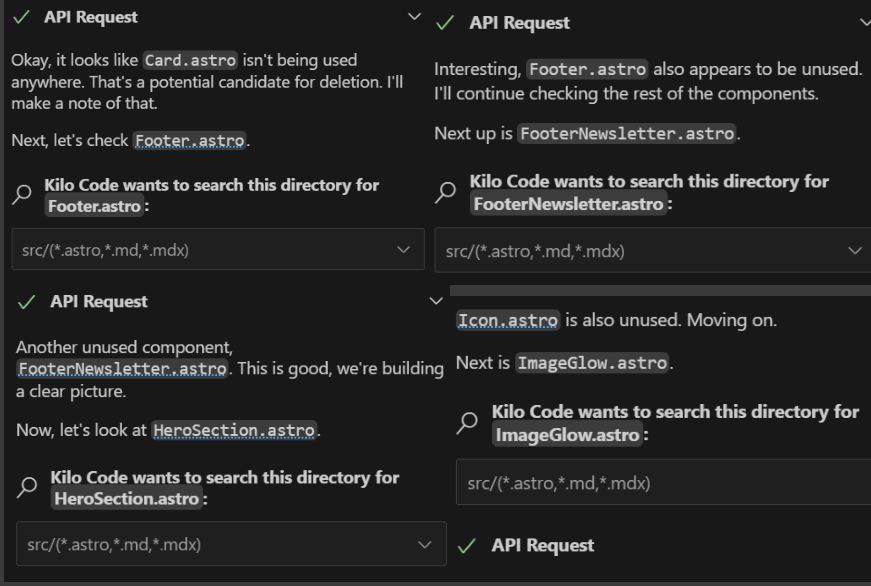 API Request
Okay, it looks like Card.astro isn't being used
anywhere. That's a potential candidate for deletion. I'll
make a note of that.
Next, let's check Footer.astro.
Kilo Code wants to search this directory for
Footer.astro:
src/(*.astro,*.md,*.mdx)
API Request
Interesting, Footer.astro also appears to be unused.
I'll continue checking the rest of the components.
Next up is FooterNewsletter.astro.
Kilo Code wants to search this directory for
FooterNewsletter.astro:
src/(*.astro,*.md,*.mdx)
API Request
Another unused component,
FooterNewsletter.astro. This is good, we're building
a clear picture.
Now, let's look at HeroSection.astro.
Kilo Code wants to search this directory for
HeroSection.astro:
src/(*.astro,*.md,*.mdx)
Icon.astro is also unused. Moving on.
Next is ImageGlow.astro.
Kilo Code wants to search this directory for
ImageGlow.astro:
src/(*.astro,*.md,*.mdx)
API Request